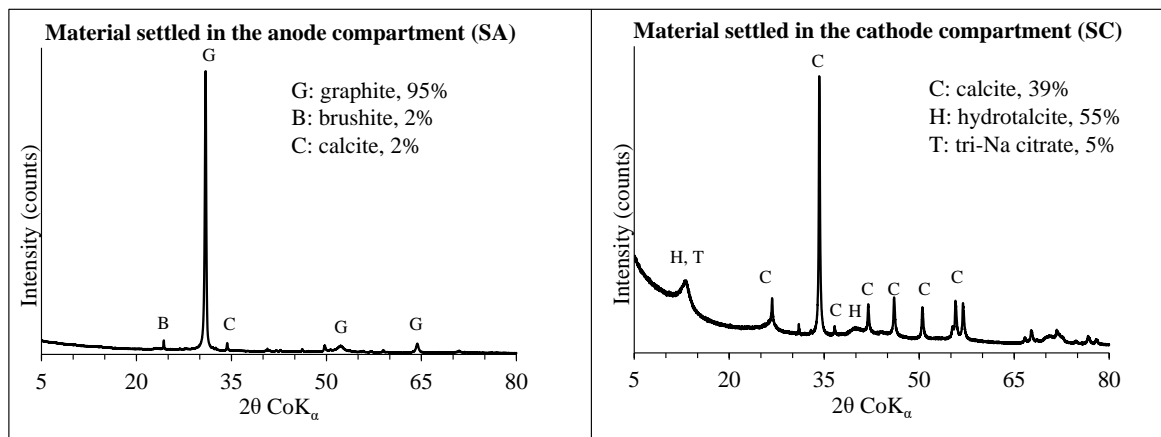 Material settled in the anode compartment (SA)
G
G: graphite, 95%
B: brushite, 2%
C: calcite, 2%
Intensity (counts)
B
C
G
G
5
20
35
50
65
80
2θ CoKα
Material settled in the cathode compartment (SC)
C
C: calcite, 39%
H: hydrotalcite, 55%
T: tri-Na citrate, 5%
Intensity (counts)
H, T
C
C
H
C
C
C
C
5
20
35
50
65
80
2θ CoKα